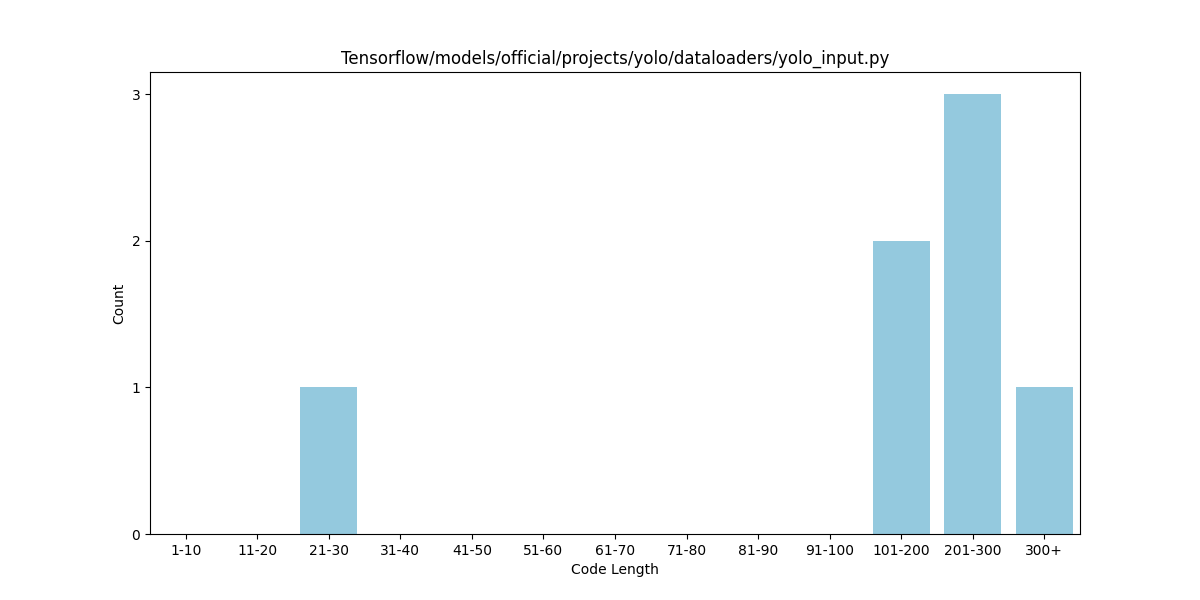 Tensorflow/models/official/projects/yolo/dataloaders/yolo_input.py
3
2
1
0
Count
1-10 11-20 21-30 31-40 41-50 51-60 61-70 71-80 81-90 91-100 101-200 201-300 300+
Code Length